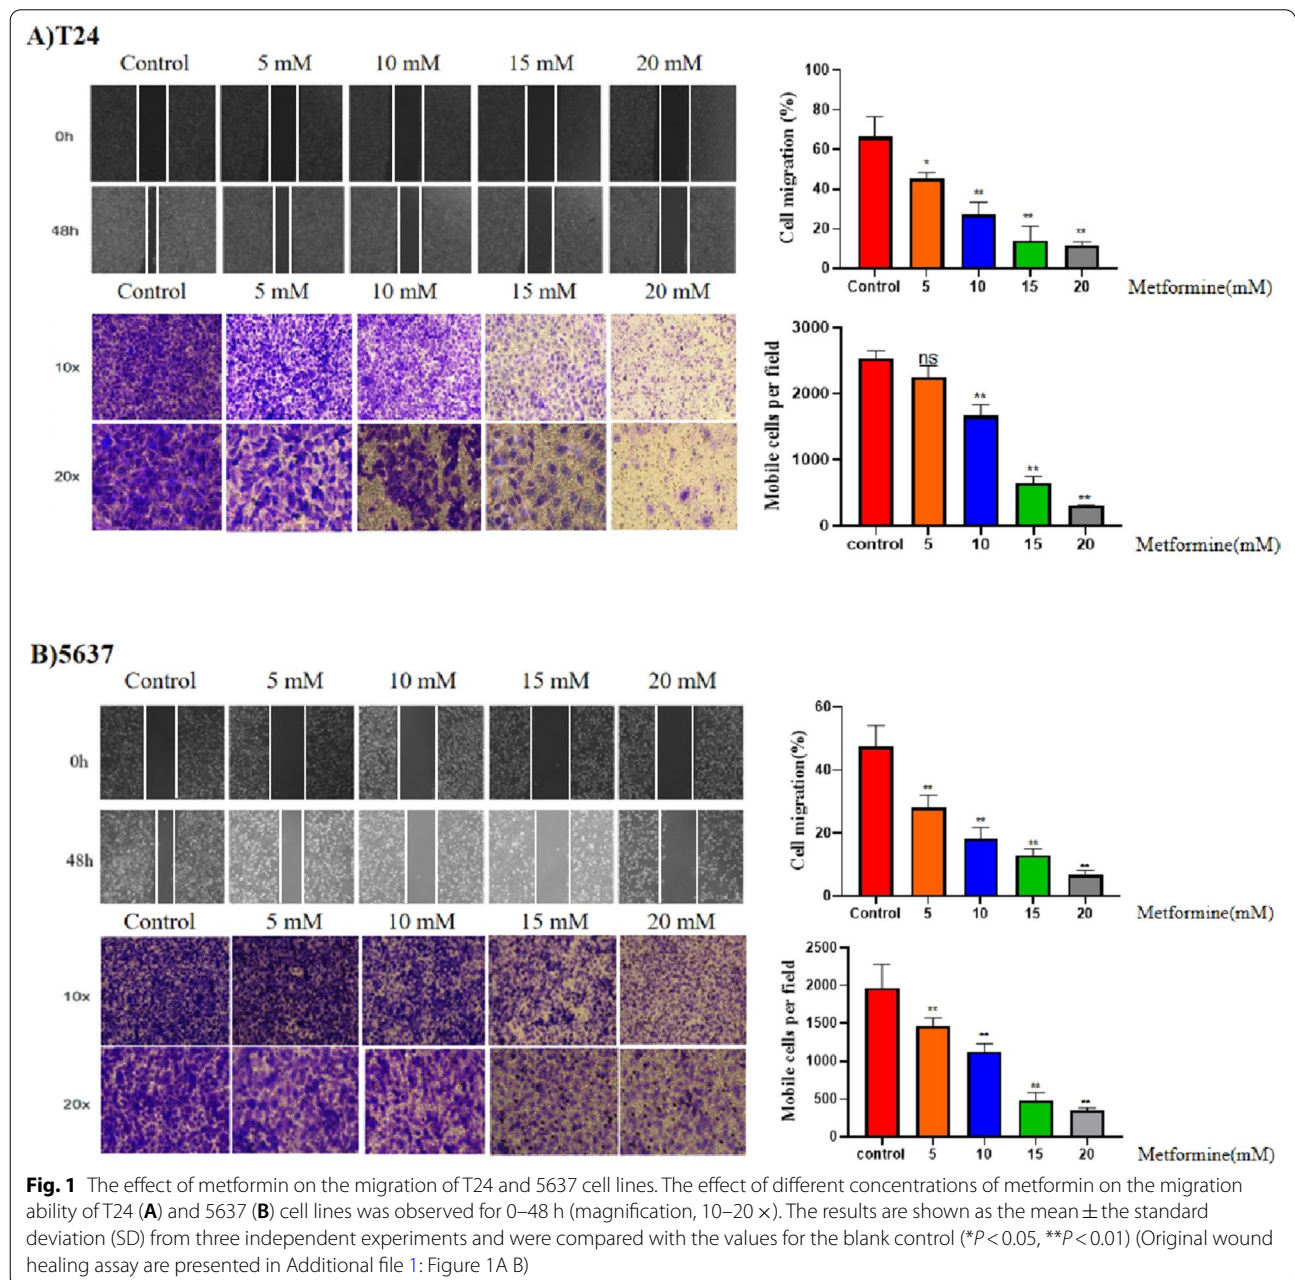 A)T24
Control 5 mM 10 mM 15 mM 20 mM
0h
48h
Control 5 mM 10 mM 15 mM 20 mM
10x
20x
Cell migration (%)
100
80
60
40
20
0
* ** ** **
Control 5 10 15 20
Metformine(mM)
Mobile cells per field
3000
2000
1000
0
ns ** ** **
control 5 10 15 20
Metformine(mM)
B)5637
Control 5 mM 10 mM 15 mM 20 mM
0h
48h
Control 5 mM 10 mM 15 mM 20 mM
10x
20x
Cell migration(%)
60
40
20
0
** ** ** **
Control 5 10 15 20
Metformine(mM)
Mobile cells per field
2500
2000
1500
1000
500
0
** ** ** **
control 5 10 15 20
Metformine(mM)
Fig. 1 The effect of metformin on the migration of T24 and 5637 cell lines. The effect of different concentrations of metformin on the migration
ability of T24 (A) and 5637 (B) cell lines was observed for 0–48 h (magnification, 10–20 ×). The results are shown as the mean ± the standard
deviation (SD) from three independent experiments and were compared with the values for the blank control (*P < 0.05, **P < 0.01) (Original wound
healing assay are presented in Additional file 1: Figure 1A B)